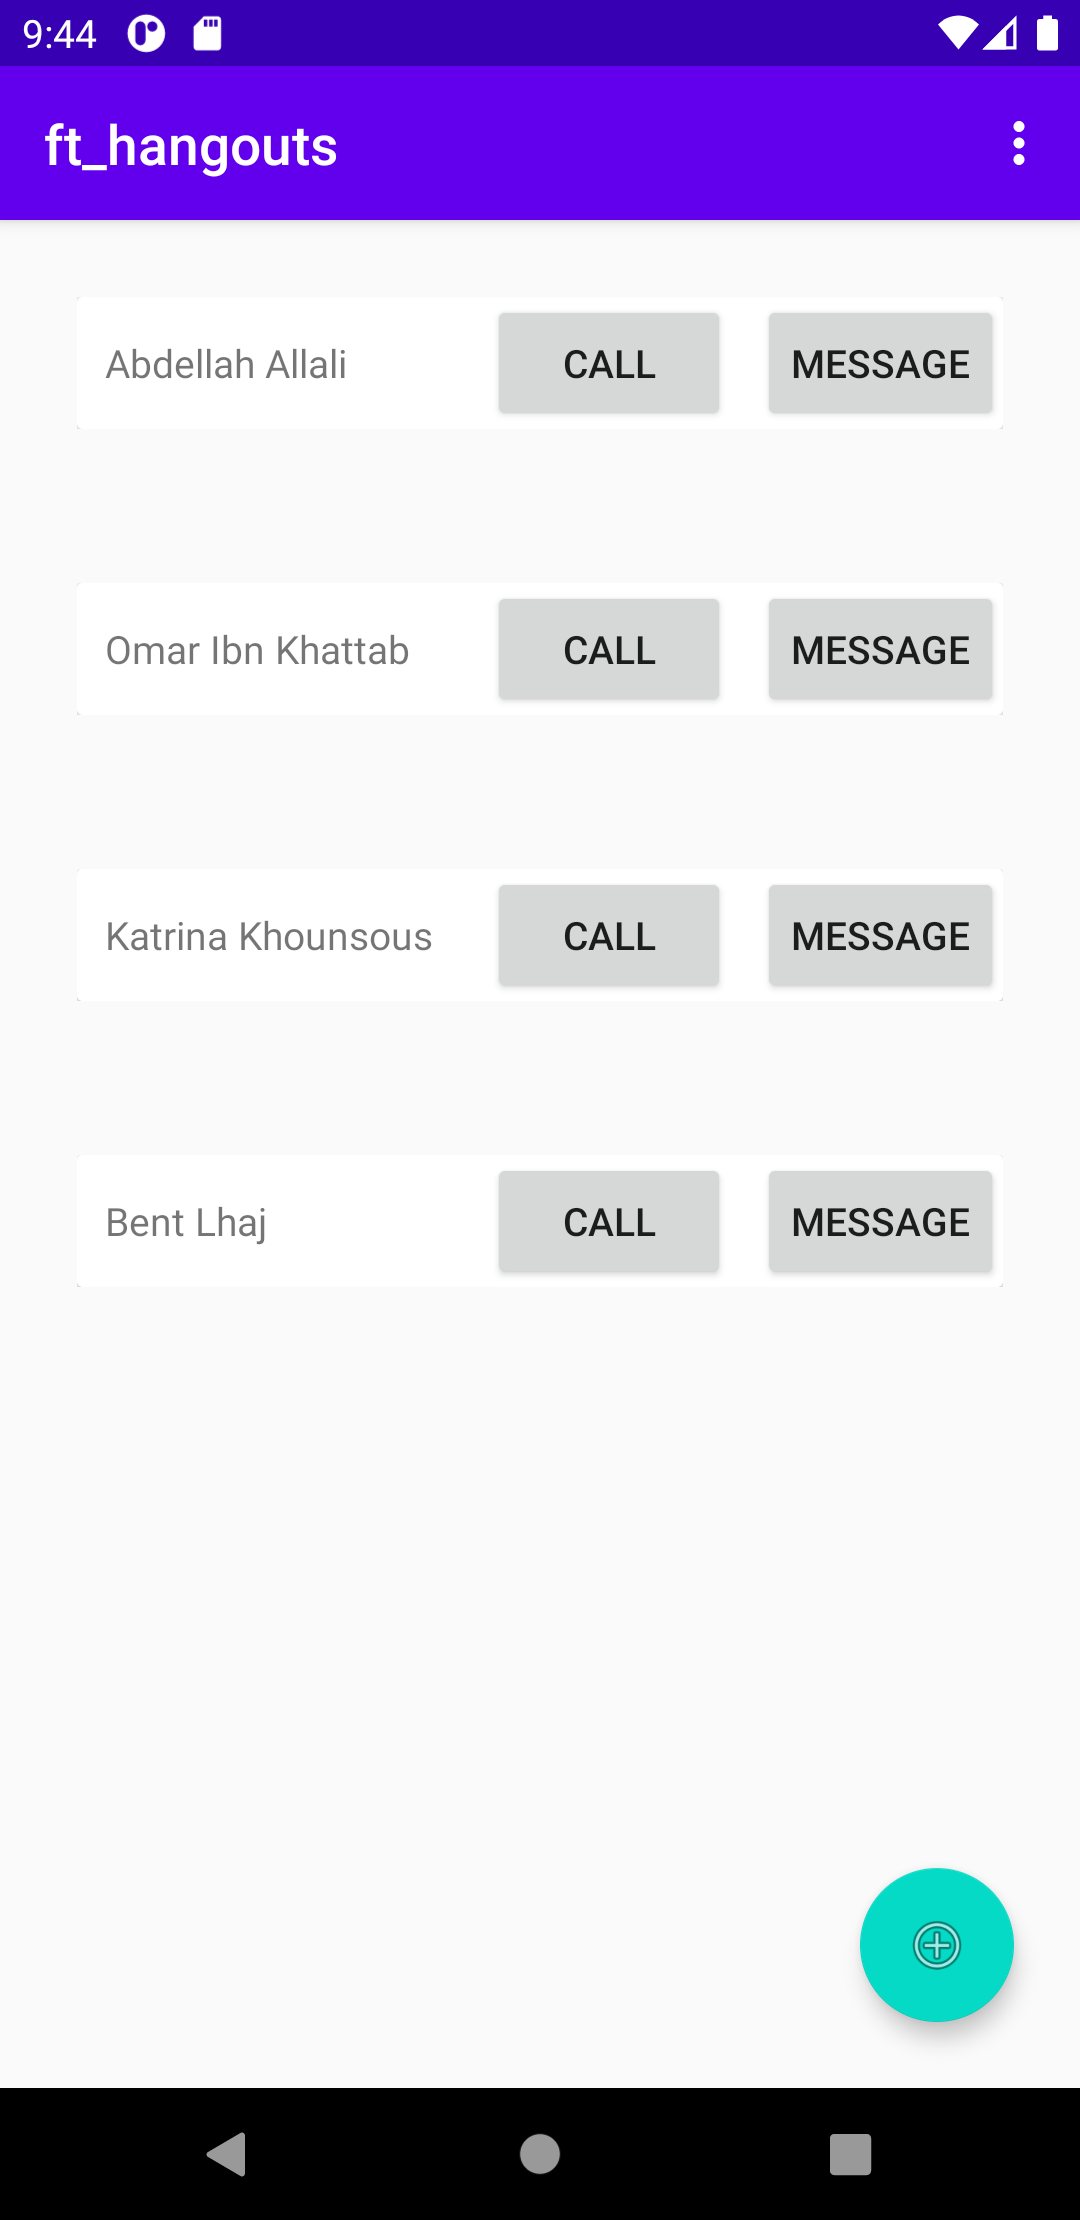 9:44
ft_hangouts
Abdellah Allali CALL MESSAGE
Omar Ibn Khattab CALL MESSAGE
Katrina Khounsous CALL MESSAGE
Bent Lhaj CALL MESSAGE